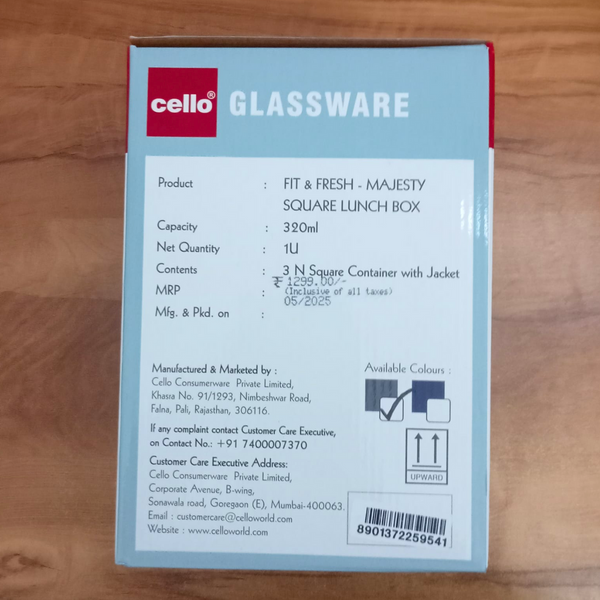 cello® GLASSWARE
Product : FIT & FRESH - MAJESTY
SQUARE LUNCH BOX
Capacity : 320ml
Net Quantity : 1U
Contents : 3 N Square Container with Jacket
MRP : ₹ 1299.00/-
(Inclusive of all taxes)
Mfg. & Pkd. on : 05/2025
Manufactured & Marketed by :
Cello Consumerware Private Limited,
Khasra No. 91/1293, Nimbeshwar Road,
Falna, Pali, Rajasthan, 306116.
If any complaint contact Customer Care Executive,
on Contact No.: +91 7400007370
Customer Care Executive Address:
Cello Consumerware Private Limited,
Corporate Avenue, B-wing,
Sonawala road, Goregaon (E), Mumbai-400063.
Email : customercare@celloworld.com
Website : www.celloworld.com
Available Colours :
UPWARD
8901372259541